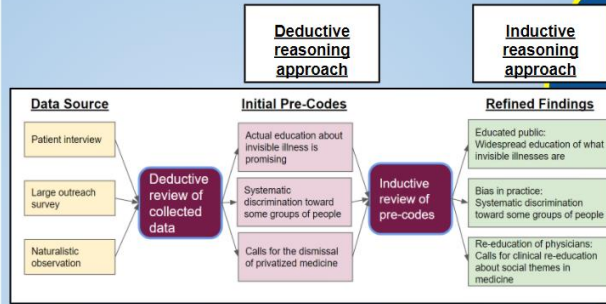 Deductive
reasoning
approach
Inductive
reasoning
approach
Data Source
Initial Pre-Codes
Refined Findings
Patient interview
Large outreach
survey
Naturalistic
observation
Deductive
review of
collected
data
Actual education about
invisible illness is
promising
Systematic
discrimination toward
some groups of people
Calls for the dismissal
of privatized medicine
Inductive
review of
pre-codes
Educated public:
Widespread education of what
invisible illnesses are
Bias in practice:
Systematic discrimination
toward some groups of people
Re-education of physicians:
Calls for clinical re-education
about social themes in
medicine